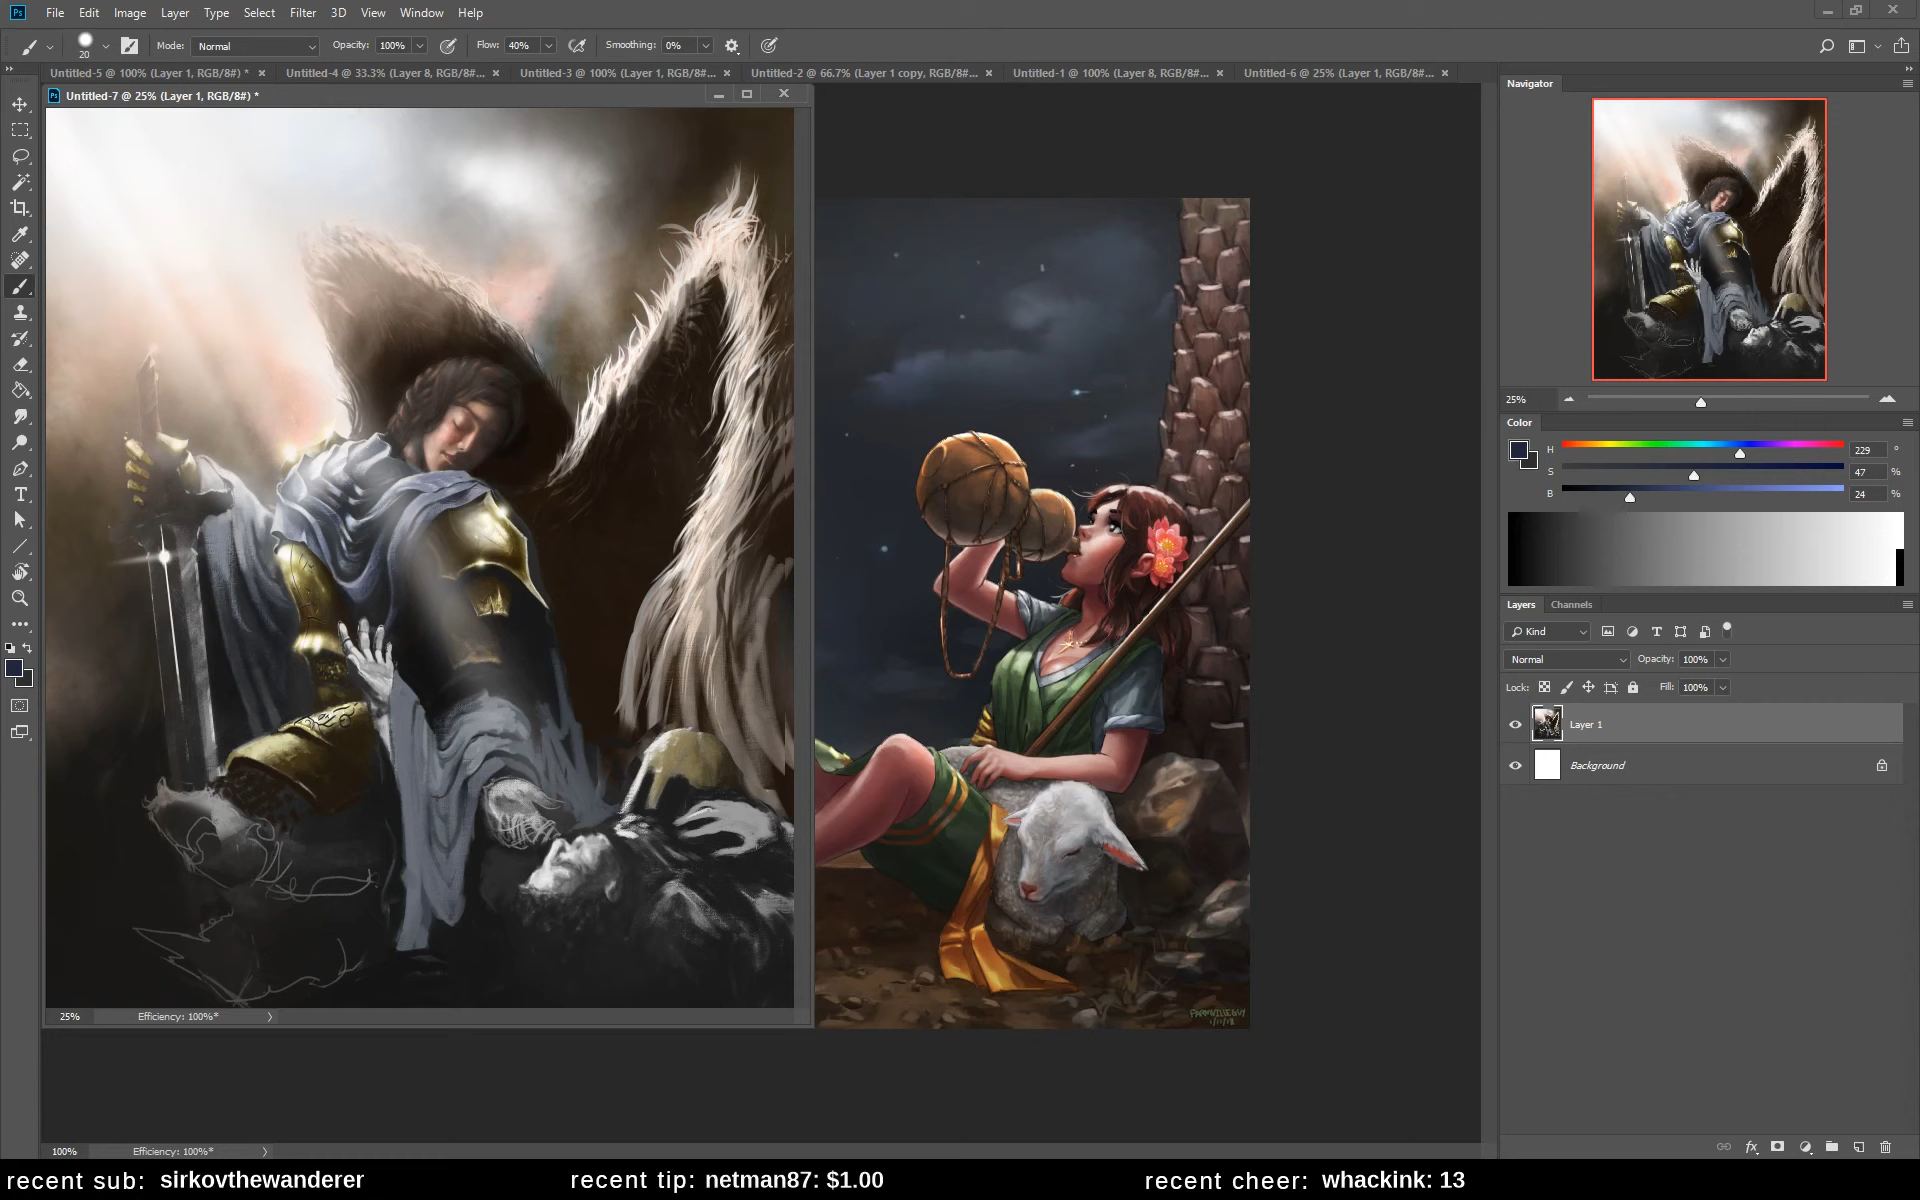 Ps File Edit Image Layer Type Select Filter 3D View Window Help
20 Mode: Normal Opacity: 100% Flow: 40% Smoothing: 0%
Untitled-5 @ 100% (Layer 1, RGB/8#) * Untitled-4 @ 33.3% (Layer 8, RGB/8#... Untitled-3 @ 100% (Layer 1, RGB/8#... Untitled-2 @ 66.7% (Layer 1 copy, RGB/8#... Untitled-1 @ 100% (Layer 8, RGB/8#... Untitled-6 @ 25% (Layer 1, RGB/8#...
Ps Untitled-7 @ 25% (Layer 1, RGB/8#) *
Navigator
25%
Color
H 229 °
S 47 %
B 24 %
Layers Channels
Kind
Normal Opacity: 100%
Lock: Fill: 100%
Layer 1
Background
fx
25% Efficiency: 100%*
100% Efficiency: 100%*
recent sub: sirkovthewanderer recent tip: netman87: $1.00 recent cheer: whackink: 13